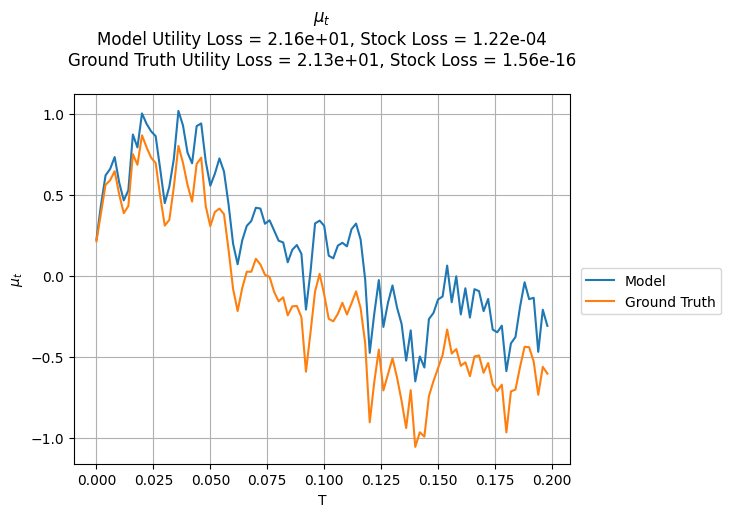 μt
Model Utility Loss = 2.16e+01, Stock Loss = 1.22e-04
Ground Truth Utility Loss = 2.13e+01, Stock Loss = 1.56e-16
1.0
0.5
0.0
−0.5
−1.0
μt
0.000 0.025 0.050 0.075 0.100 0.125 0.150 0.175 0.200
T
Model
Ground Truth